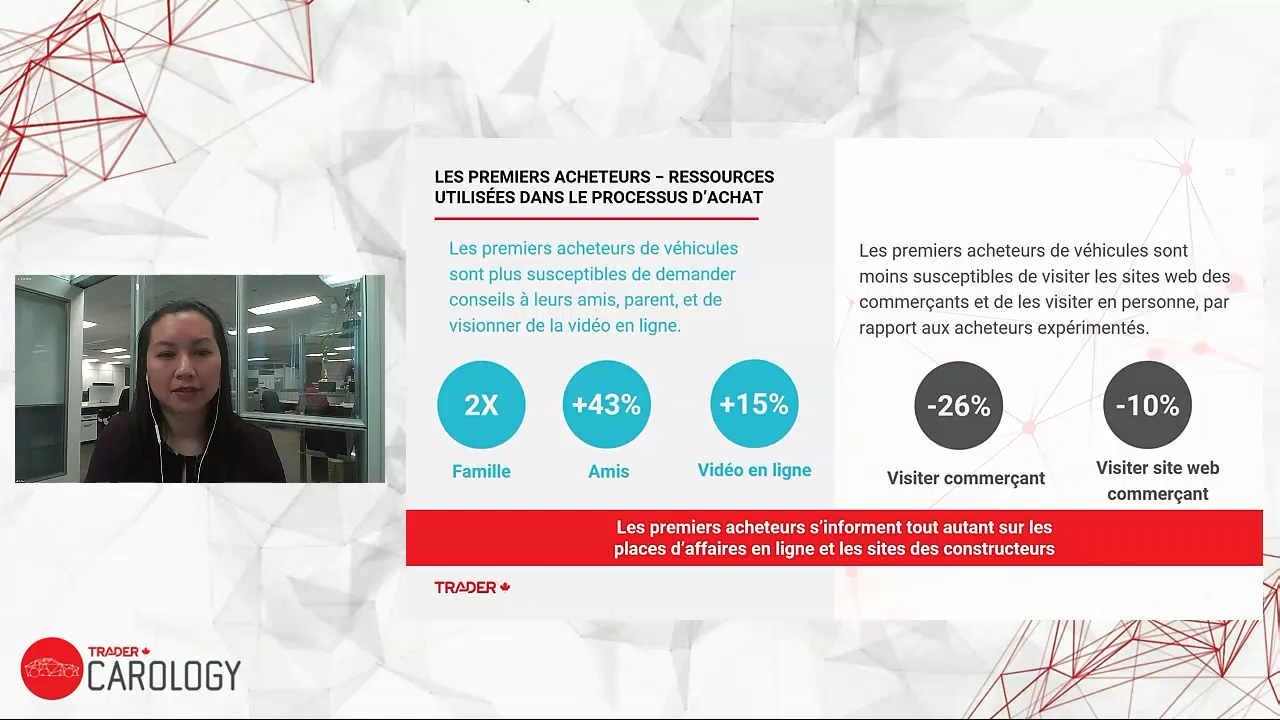 LES PREMIERS ACHETEURS – RESSOURCES
UTILISÉES DANS LE PROCESSUS D'ACHAT
Les premiers acheteurs de véhicules
sont plus susceptibles de demander
conseils à leurs amis, parent, et de
visionner de la vidéo en ligne.
2X
+43%
+15%
Famille
Amis
Vidéo en ligne
35
Les premiers acheteurs de véhicules sont
moins susceptibles de visiter les sites web des
commerçants et de les visiter en personne, par
rapport aux acheteurs expérimentés.
-26%
-10%
Visiter commerçant
Visiter site web
commerçant
Les premiers acheteurs s'informent tout autant sur les
places d'affaires en ligne et les sites des constructeurs
TRADER
TRADER
CAROLOGY